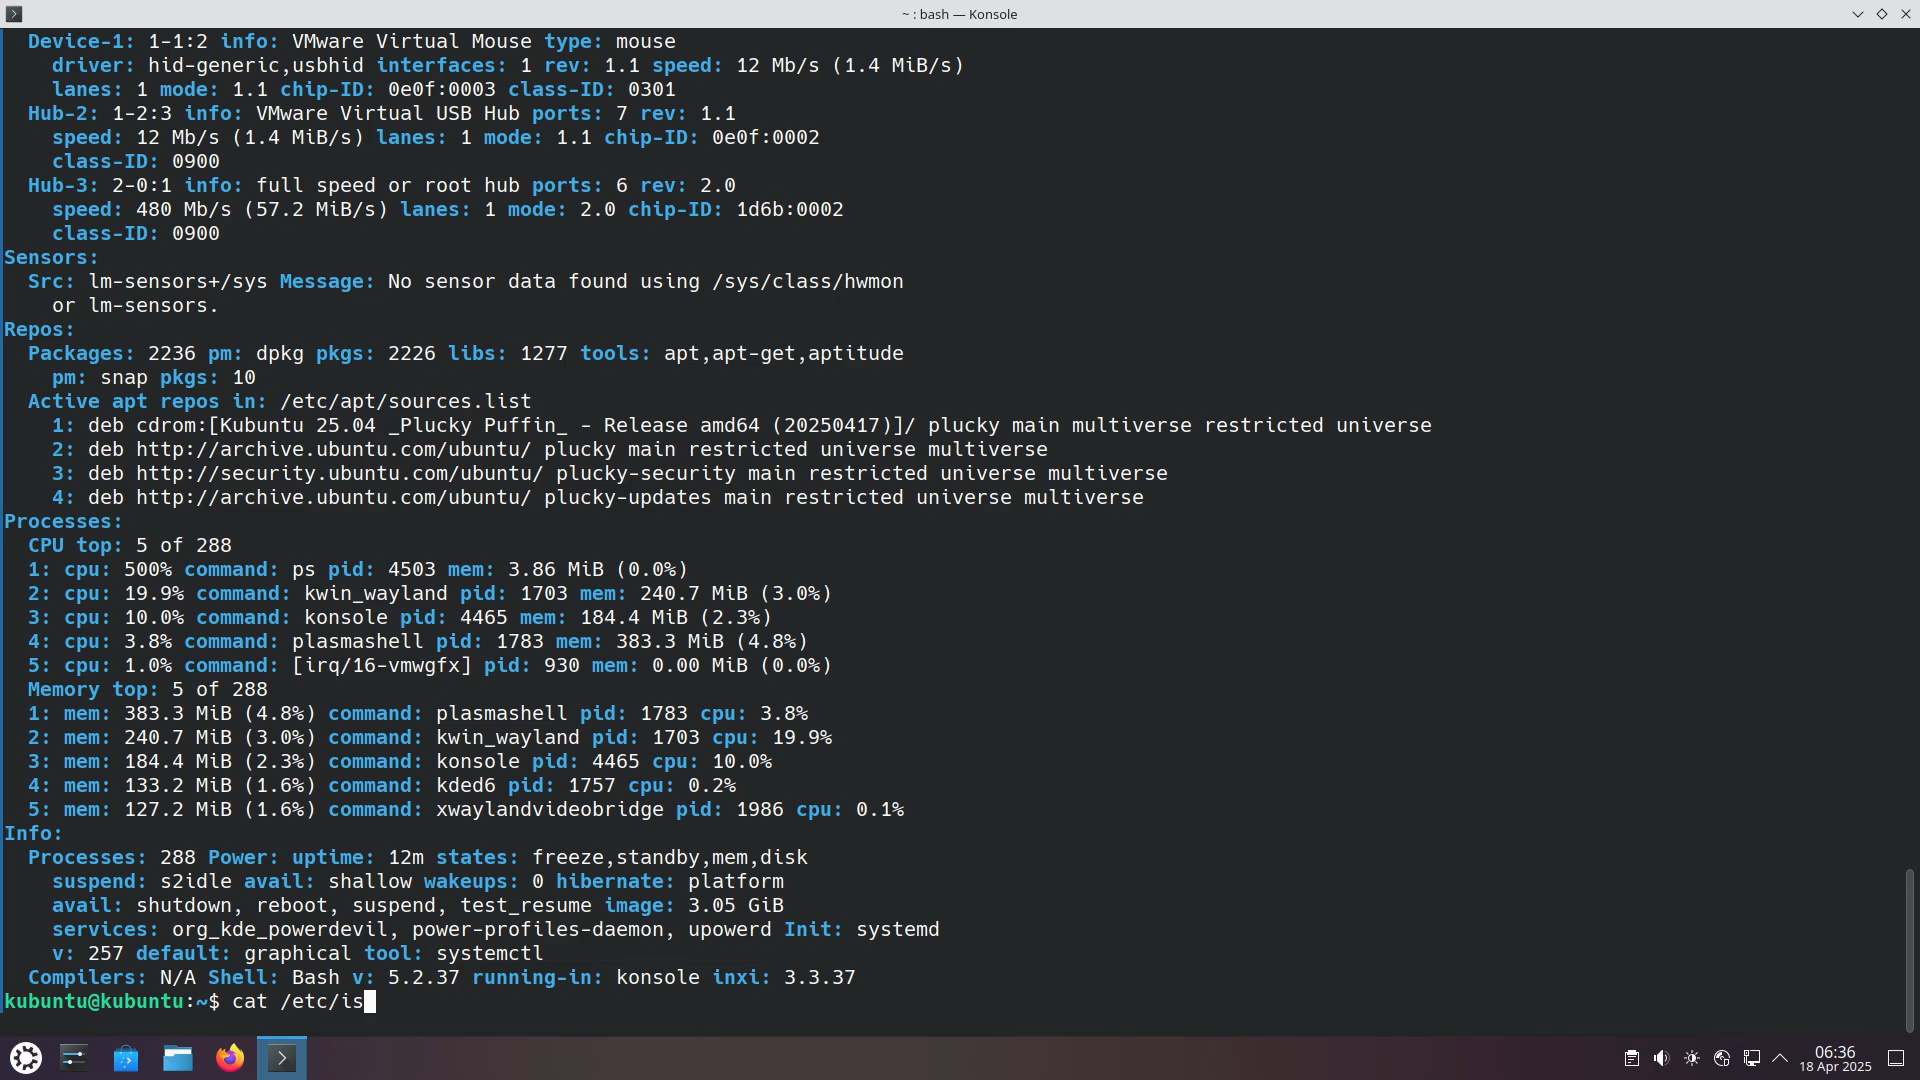 ~ : bash — Konsole
Device-1: 1-1:2 info: VMware Virtual Mouse type: mouse
driver: hid-generic,usbhid interfaces: 1 rev: 1.1 speed: 12 Mb/s (1.4 MiB/s)
lanes: 1 mode: 1.1 chip-ID: 0e0f:0003 class-ID: 0301
Hub-2: 1-2:3 info: VMware Virtual USB Hub ports: 7 rev: 1.1
speed: 12 Mb/s (1.4 MiB/s) lanes: 1 mode: 1.1 chip-ID: 0e0f:0002
class-ID: 0900
Hub-3: 2-0:1 info: full speed or root hub ports: 6 rev: 2.0
speed: 480 Mb/s (57.2 MiB/s) lanes: 1 mode: 2.0 chip-ID: 1d6b:0002
class-ID: 0900
Sensors:
Src: lm-sensors+/sys Message: No sensor data found using /sys/class/hwmon
or lm-sensors.
Repos:
Packages: 2236 pm: dpkg pkgs: 2226 libs: 1277 tools: apt,apt-get,aptitude
pm: snap pkgs: 10
Active apt repos in: /etc/apt/sources.list
1: deb cdrom:[Kubuntu 25.04 _Plucky Puffin_ - Release amd64 (20250417)]/ plucky main multiverse restricted universe
2: deb http://archive.ubuntu.com/ubuntu/ plucky main restricted universe multiverse
3: deb http://security.ubuntu.com/ubuntu/ plucky-security main restricted universe multiverse
4: deb http://archive.ubuntu.com/ubuntu/ plucky-updates main restricted universe multiverse
Processes:
CPU top: 5 of 288
1: cpu: 500% command: ps pid: 4503 mem: 3.86 MiB (0.0%)
2: cpu: 19.9% command: kwin_wayland pid: 1703 mem: 240.7 MiB (3.0%)
3: cpu: 10.0% command: konsole pid: 4465 mem: 184.4 MiB (2.3%)
4: cpu: 3.8% command: plasmashell pid: 1783 mem: 383.3 MiB (4.8%)
5: cpu: 1.0% command: [irq/16-vmwgfx] pid: 930 mem: 0.00 MiB (0.0%)
Memory top: 5 of 288
1: mem: 383.3 MiB (4.8%) command: plasmashell pid: 1783 cpu: 3.8%
2: mem: 240.7 MiB (3.0%) command: kwin_wayland pid: 1703 cpu: 19.9%
3: mem: 184.4 MiB (2.3%) command: konsole pid: 4465 cpu: 10.0%
4: mem: 133.2 MiB (1.6%) command: kded6 pid: 1757 cpu: 0.2%
5: mem: 127.2 MiB (1.6%) command: xwaylandvideobridge pid: 1986 cpu: 0.1%
Info:
Processes: 288 Power: uptime: 12m states: freeze,standby,mem,disk
suspend: s2idle avail: shallow wakeups: 0 hibernate: platform
avail: shutdown, reboot, suspend, test_resume image: 3.05 GiB
services: org_kde_powerdevil, power-profiles-daemon, upowerd Init: systemd
v: 257 default: graphical tool: systemctl
Compilers: N/A Shell: Bash v: 5.2.37 running-in: konsole inxi: 3.3.37
kubuntu@kubuntu:~$ cat /etc/is
06:36
18 Apr 2025